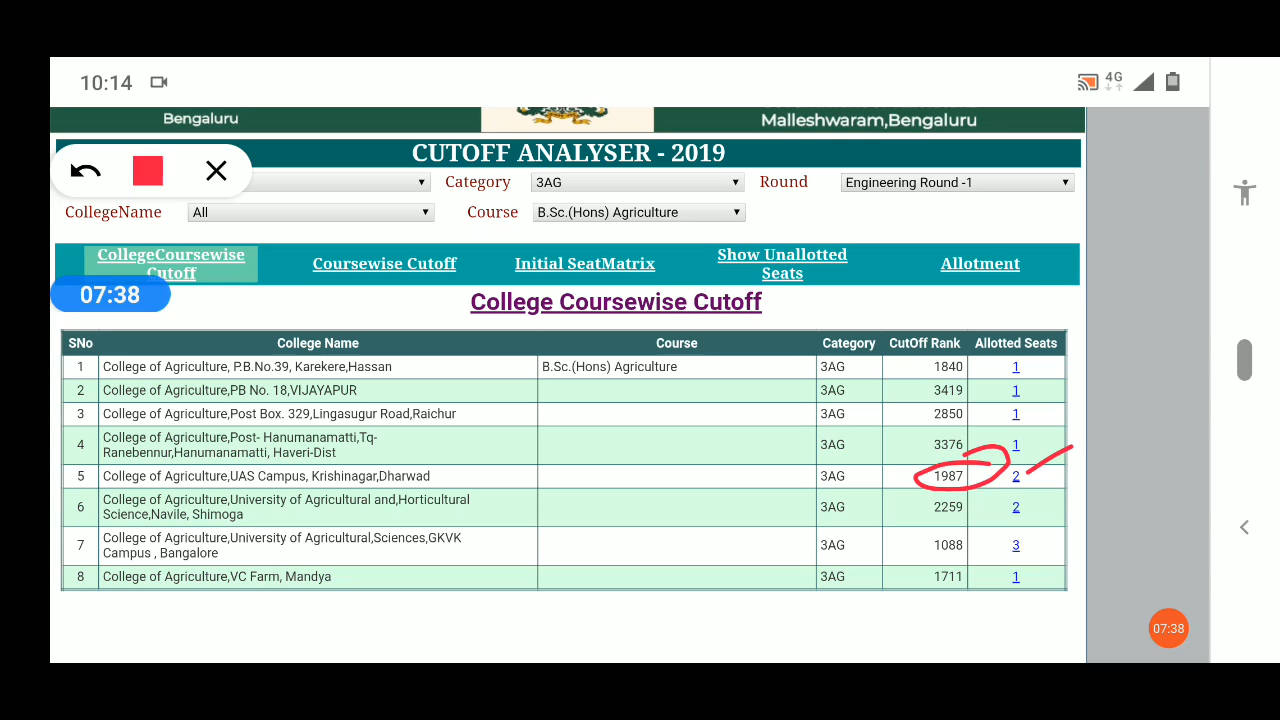 10:14
4G
Bengaluru
Malleshwaram,Bengaluru
CUTOFF ANALYSER - 2019
Category 3AG Round Engineering Round -1
CollegeName All Course B.Sc.(Hons) Agriculture
CollegeCoursewise Cutoff Coursewise Cutoff Initial SeatMatrix Show Unallotted Seats Allotment
07:38
College Coursewise Cutoff
SNo College Name Course Category CutOff Rank Allotted Seats
1 College of Agriculture, P.B.No.39, Karekere,Hassan B.Sc.(Hons) Agriculture 3AG 1840 1
2 College of Agriculture,PB No. 18,VIJAYAPUR 3AG 3419 1
3 College of Agriculture,Post Box. 329,Lingasugur Road,Raichur 3AG 2850 1
4 College of Agriculture,Post- Hanumanamatti,Tq-
Ranebennur,Hanumanamatti, Haveri-Dist 3AG 3376 1
5 College of Agriculture,UAS Campus, Krishinagar,Dharwad 3AG 1987 2
6 College of Agriculture,University of Agricultural and,Horticultural
Science,Navile, Shimoga 3AG 2259 2
7 College of Agriculture,University of Agricultural,Sciences,GKVK
Campus , Bangalore 3AG 1088 3
8 College of Agriculture,VC Farm, Mandya 3AG 1711 1
07:38